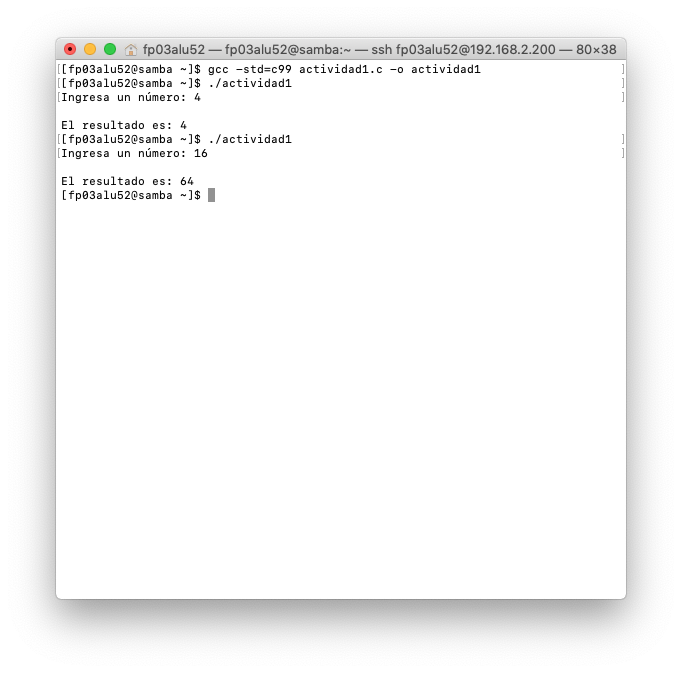 fp03alu52 — fp03alu52@samba:~ — ssh fp03alu52@192.168.2.200 — 80×38
[[fp03alu52@samba ~]$ gcc -std=c99 actividad1.c -o actividad1 ]
[[fp03alu52@samba ~]$ ./actividad1 ]
[Ingresa un número: 4 ]
El resultado es: 4
[[fp03alu52@samba ~]$ ./actividad1 ]
[Ingresa un número: 16 ]
El resultado es: 64
[fp03alu52@samba ~]$